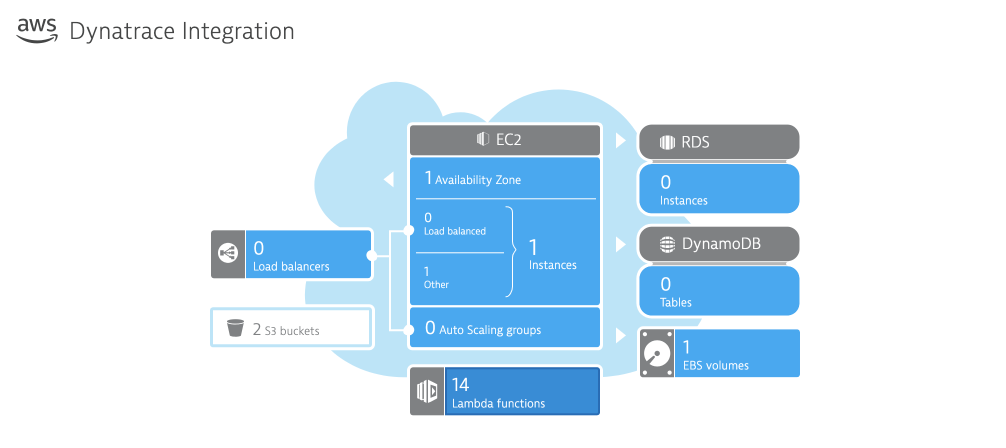 aws Dynatrace Integration
EC2
1 Availability Zone
0
Load balanced
1
Other
1
Instances
0 Auto Scaling groups
0
Load balancers
2 S3 buckets
14
Lambda functions
RDS
0
Instances
DynamoDB
0
Tables
1
EBS volumes